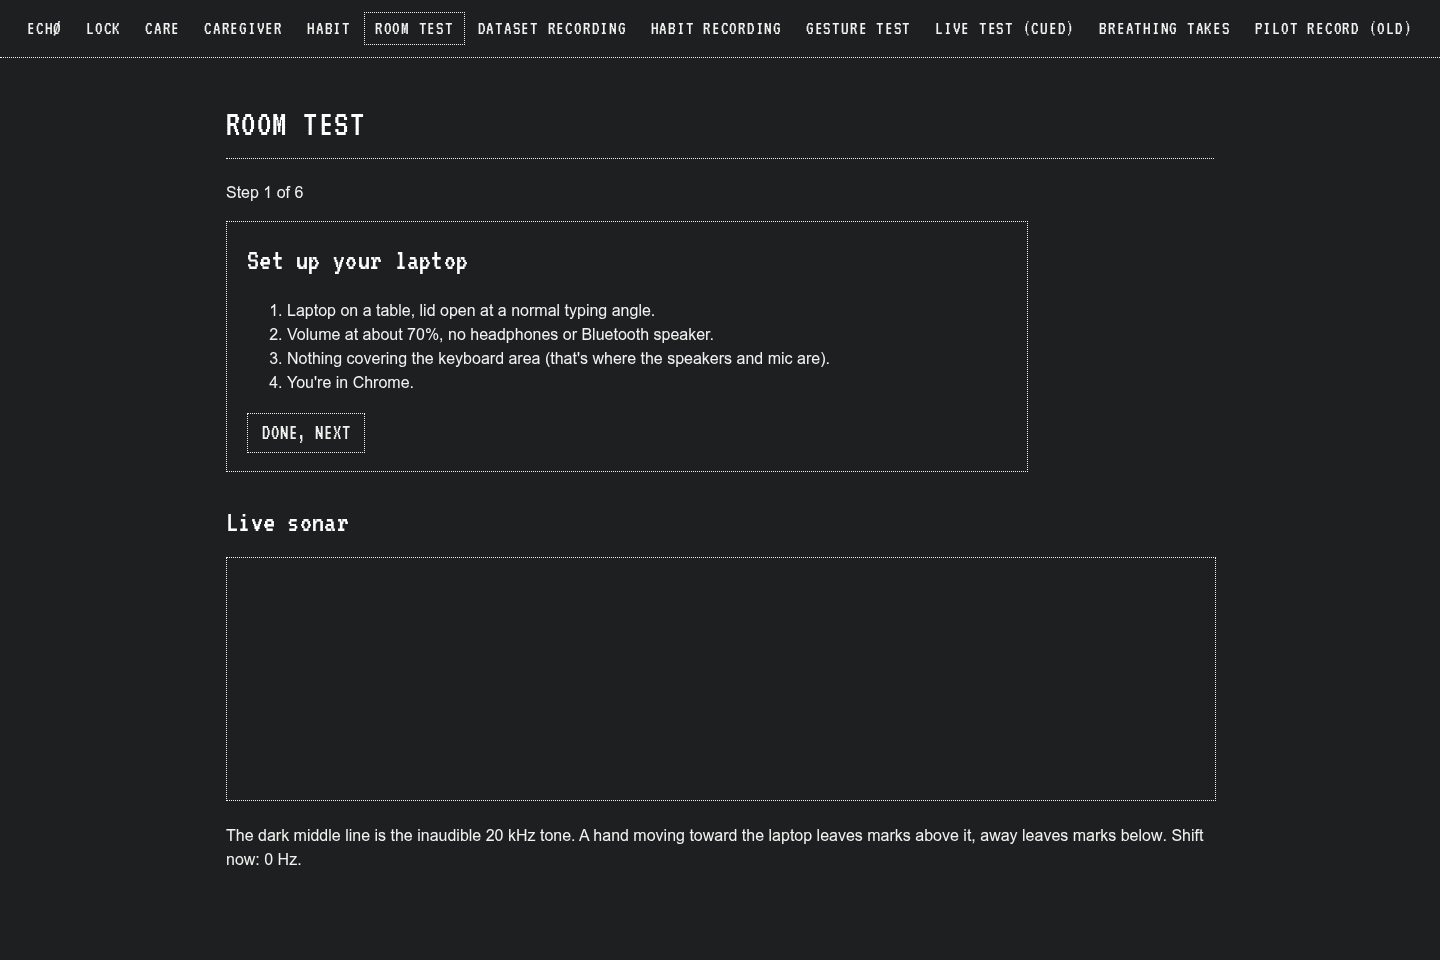 ECHØ LOCK CARE CAREGIVER HABIT ROOM TEST DATASET RECORDING HABIT RECORDING GESTURE TEST LIVE TEST (CUED) BREATHING TAKES PILOT RECORD (OLD)
ROOM TEST
Step 1 of 6
Set up your laptop
1. Laptop on a table, lid open at a normal typing angle.
2. Volume at about 70%, no headphones or Bluetooth speaker.
3. Nothing covering the keyboard area (that's where the speakers and mic are).
4. You're in Chrome.
DONE, NEXT
Live sonar
The dark middle line is the inaudible 20 kHz tone. A hand moving toward the laptop leaves marks above it, away leaves marks below. Shift
now: 0 Hz.